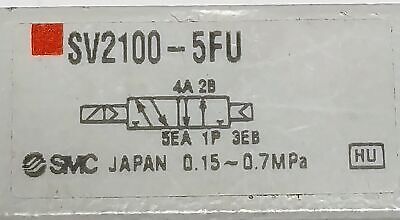 SV2100-5FU
4A 2B
5EA 1P 3EB
SMC JAPAN 0.15~0.7MPa HU